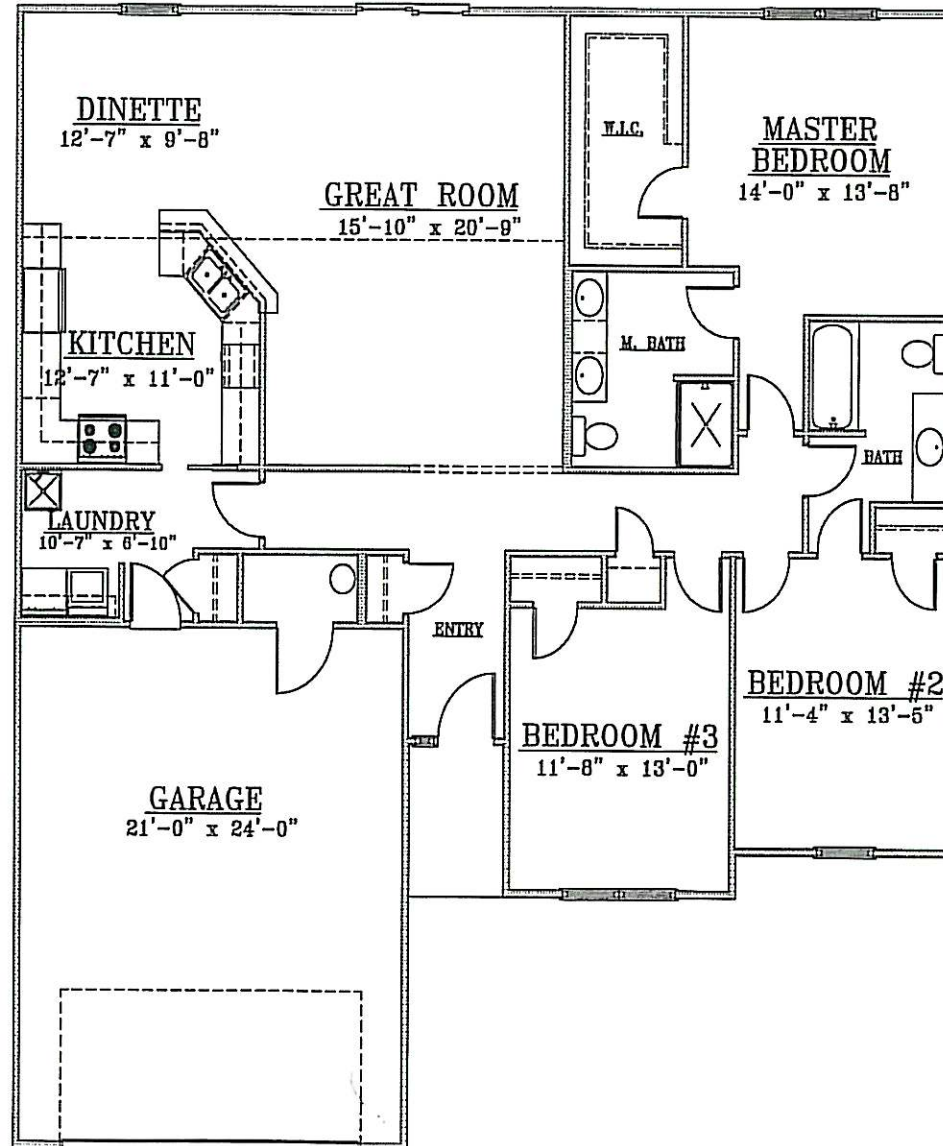 DINETTE
12'-7" x 9'-8"
GREAT ROOM
15'-10" x 20'-9"
W.I.C.
MASTER
BEDROOM
14'-0" x 13'-8"
KITCHEN
12'-7" x 11'-0"
M. BATH
BATH
LAUNDRY
10'-7" x 6'-10"
ENTRY
BEDROOM #3
11'-8" x 13'-0"
BEDROOM #2
11'-4" x 13'-5"
GARAGE
21'-0" x 24'-0"